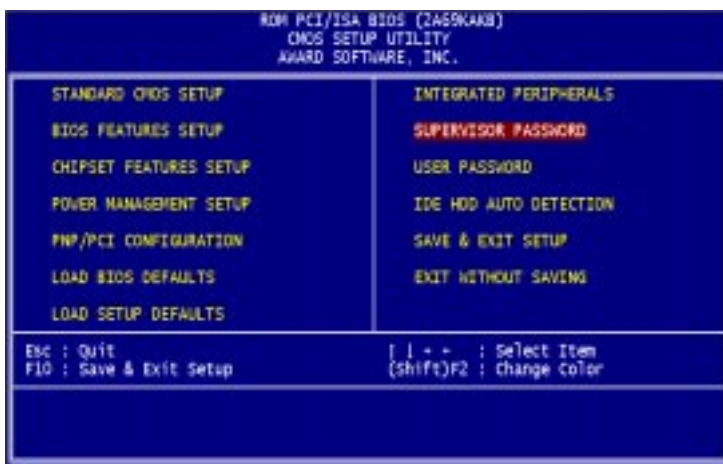 ROM PCI/ISA BIOS (2A69KAKB)
CMOS SETUP UTILITY
AWARD SOFTWARE, INC.
STANDARD CMOS SETUP
BIOS FEATURES SETUP
CHIPSET FEATURES SETUP
POWER MANAGEMENT SETUP
PNP/PCI CONFIGURATION
LOAD BIOS DEFAULTS
LOAD SETUP DEFAULTS
INTEGRATED PERIPHERALS
SUPERVISOR PASSWORD
USER PASSWORD
IDE HDD AUTO DETECTION
SAVE & EXIT SETUP
EXIT WITHOUT SAVING
Esc : Quit
F10 : Save & Exit Setup
: Select Item
(Shift)F2 : Change Color